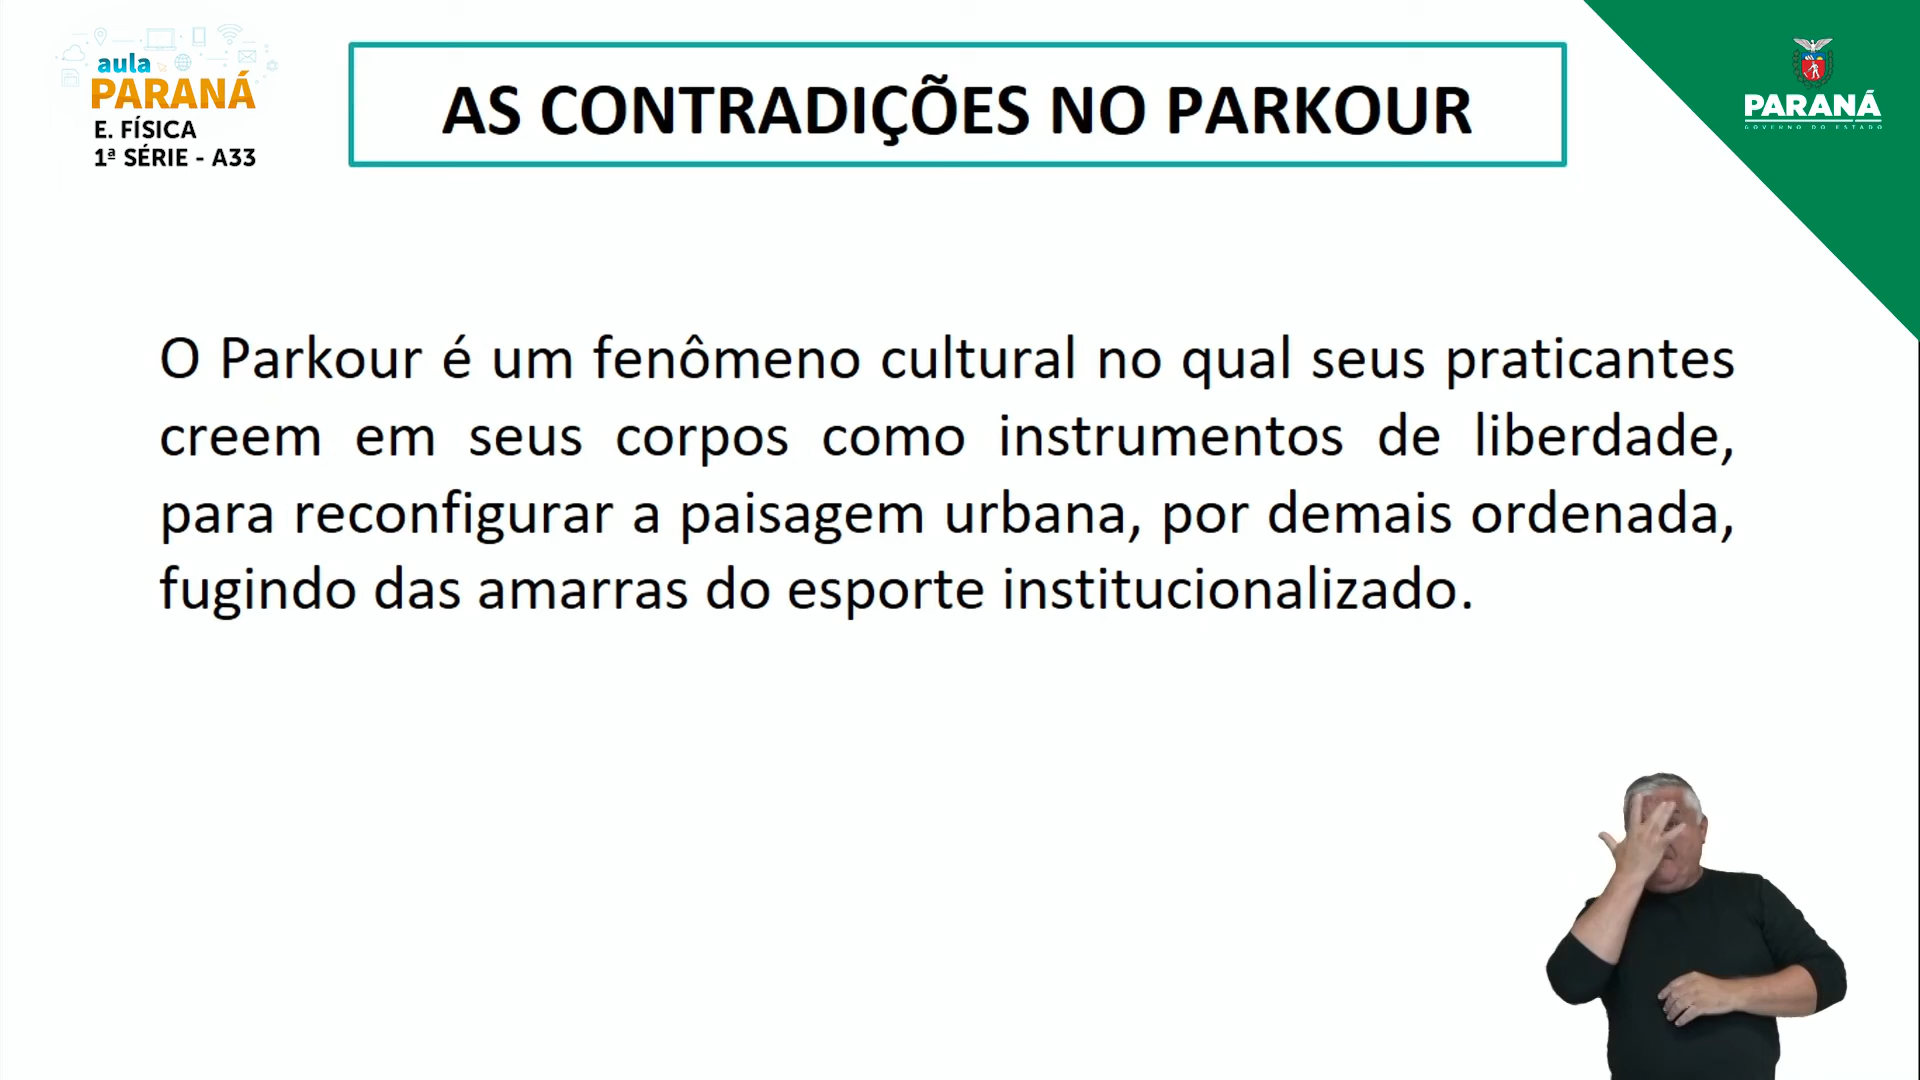 aula
PARANÁ
E. FÍSICA
1ª SÉRIE - A33
AS CONTRADIÇÕES NO PARKOUR
PARANÁ
GOVERNO DO ESTADO
O Parkour é um fenômeno cultural no qual seus praticantes
creem em seus corpos como instrumentos de liberdade,
para reconfigurar a paisagem urbana, por demais ordenada,
fugindo das amarras do esporte institucionalizado.